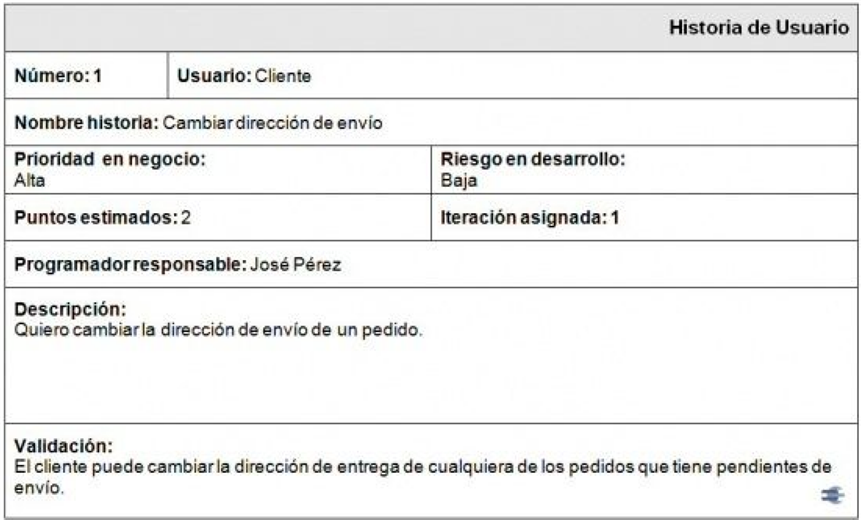 Historia de Usuario
Número: 1 Usuario: Cliente
Nombre historia: Cambiar dirección de envío
Prioridad en negocio: Riesgo en desarrollo:
Alta Baja
Puntos estimados: 2 Iteración asignada: 1
Programador responsable: José Pérez
Descripción:
Quiero cambiar la dirección de envío de un pedido.
Validación:
El cliente puede cambiar la dirección de entrega de cualquiera de los pedidos que tiene pendientes de
envío.